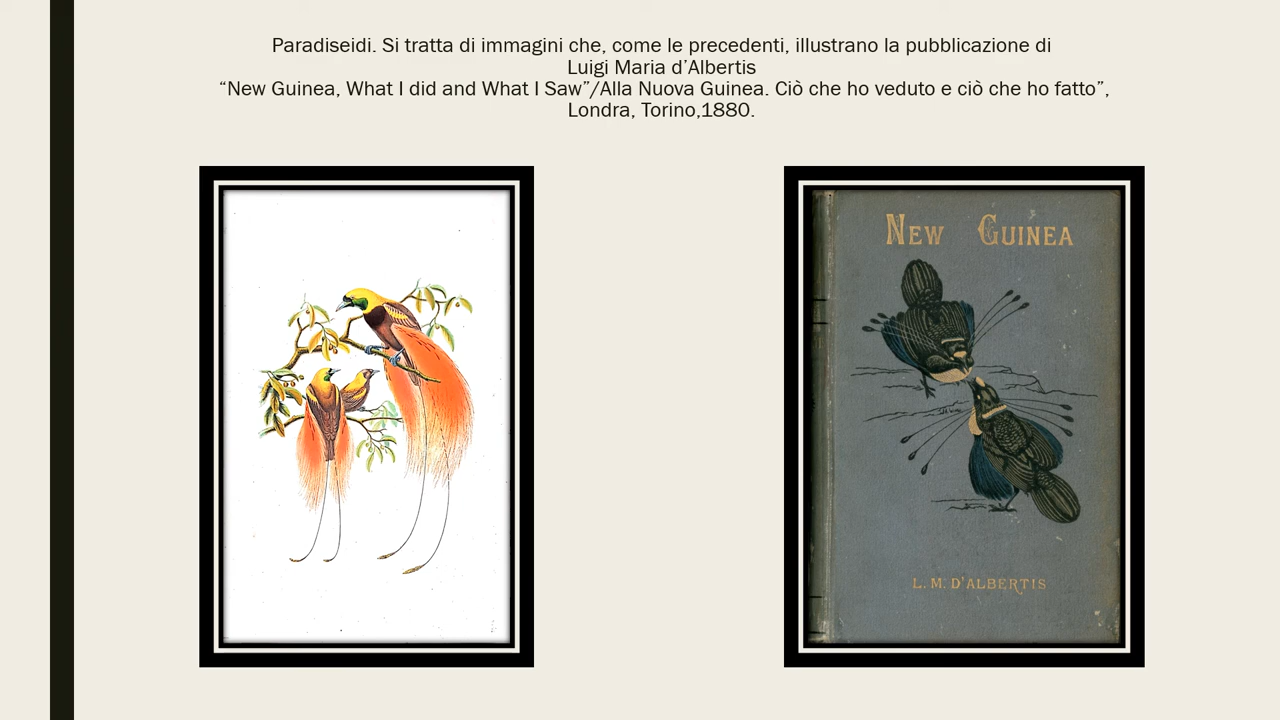 Paradiseidi. Si tratta di immagini che, come le precedenti, illustrano la pubblicazione di
Luigi Maria d’Albertis
“New Guinea, What I did and What I Saw”/Alla Nuova Guinea. Ciò che ho veduto e ciò che ho fatto”,
Londra, Torino,1880.
NEW GUINEA
L. M. D'ALBERTIS